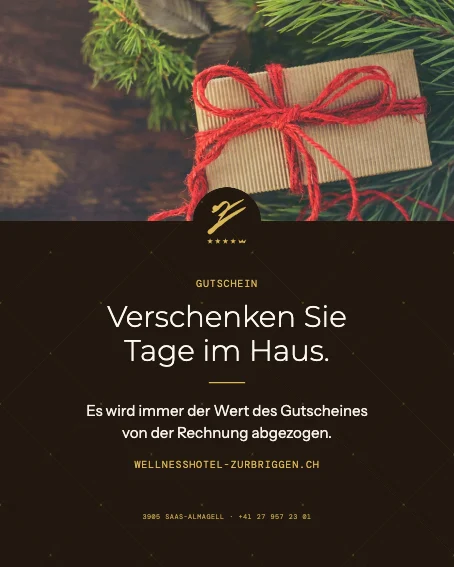 GUTSCHEIN
Verschenken Sie
Tage im Haus.
Es wird immer der Wert des Gutscheines
von der Rechnung abgezogen.
WELLNESSHOTEL-ZURBRIGGEN.CH
3905 SAAS-ALMAGELL · +41 27 957 23 01